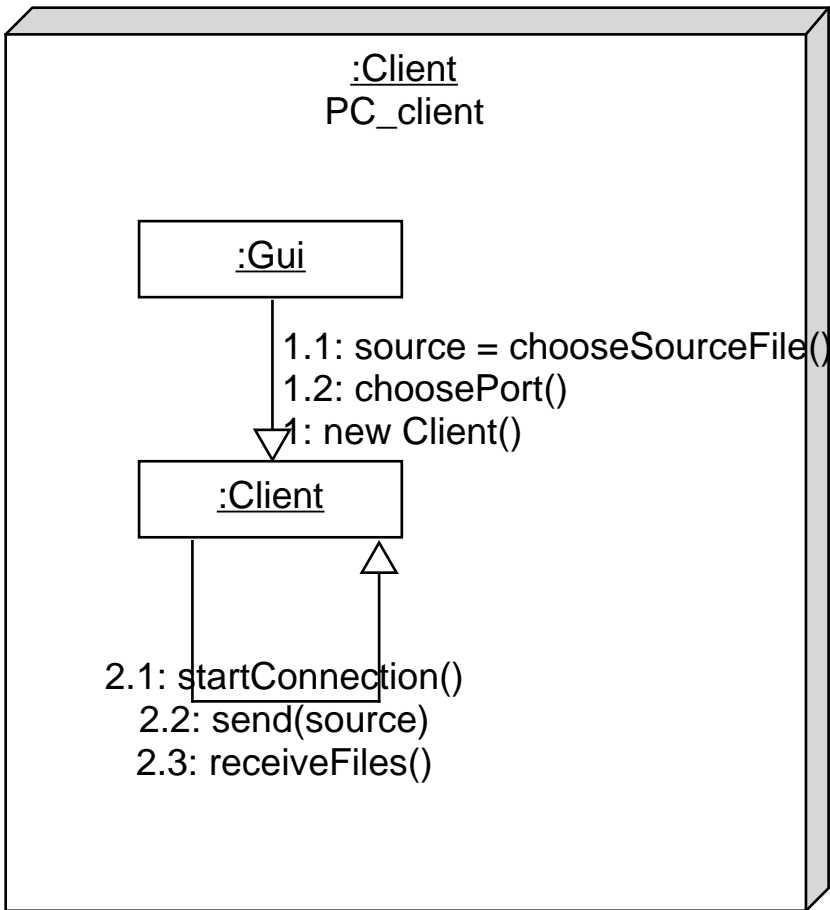 :Client
PC_client
:Gui
1.1: source = chooseSourceFile()
1.2: choosePort()
1: new Client()
:Client
2.1: startConnection()
2.2: send(source)
2.3: receiveFiles()